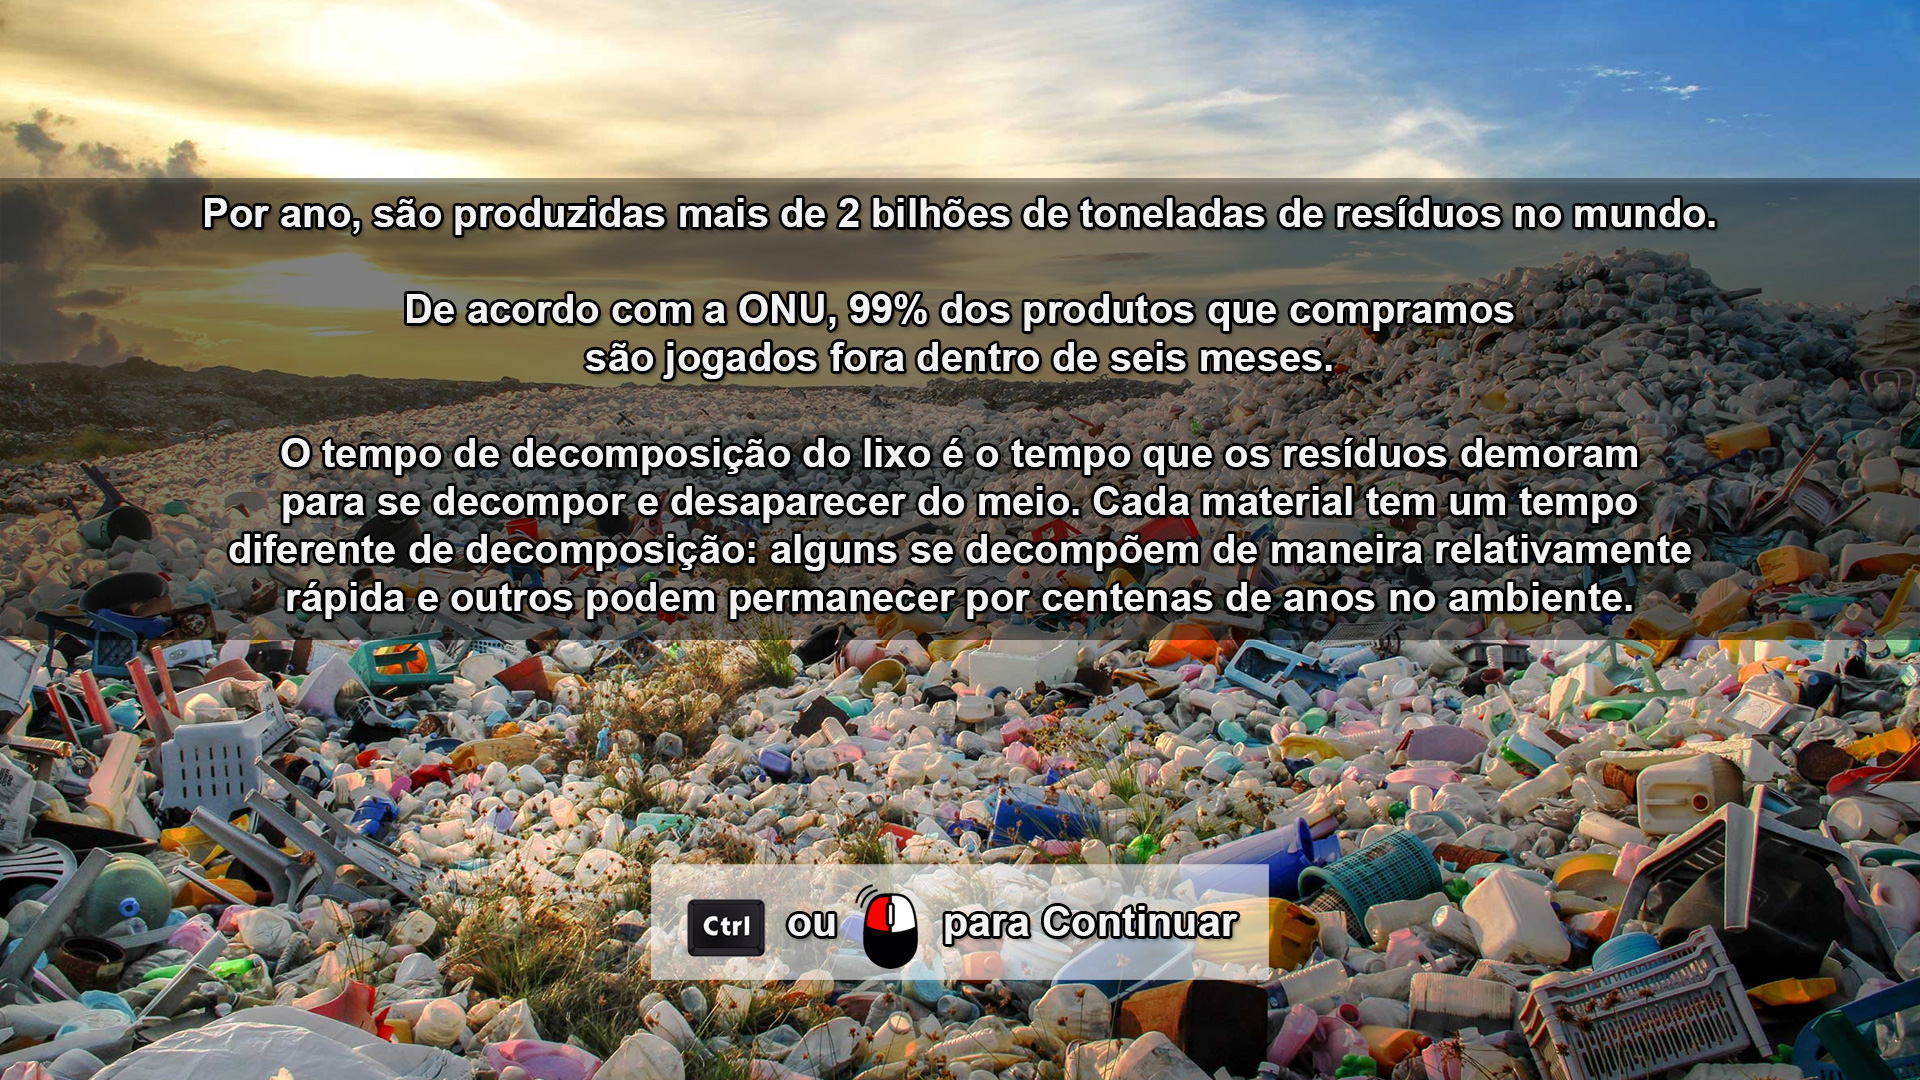 Por ano, são produzidas mais de 2 bilhões de toneladas de resíduos no mundo.
De acordo com a ONU, 99% dos produtos que compramos
são jogados fora dentro de seis meses.
O tempo de decomposição do lixo é o tempo que os resíduos demoram
para se decompor e desaparecer do meio. Cada material tem um tempo
diferente de decomposição: alguns se decompõem de maneira relativamente
rápida e outros podem permanecer por centenas de anos no ambiente.
Ctrl ou para Continuar